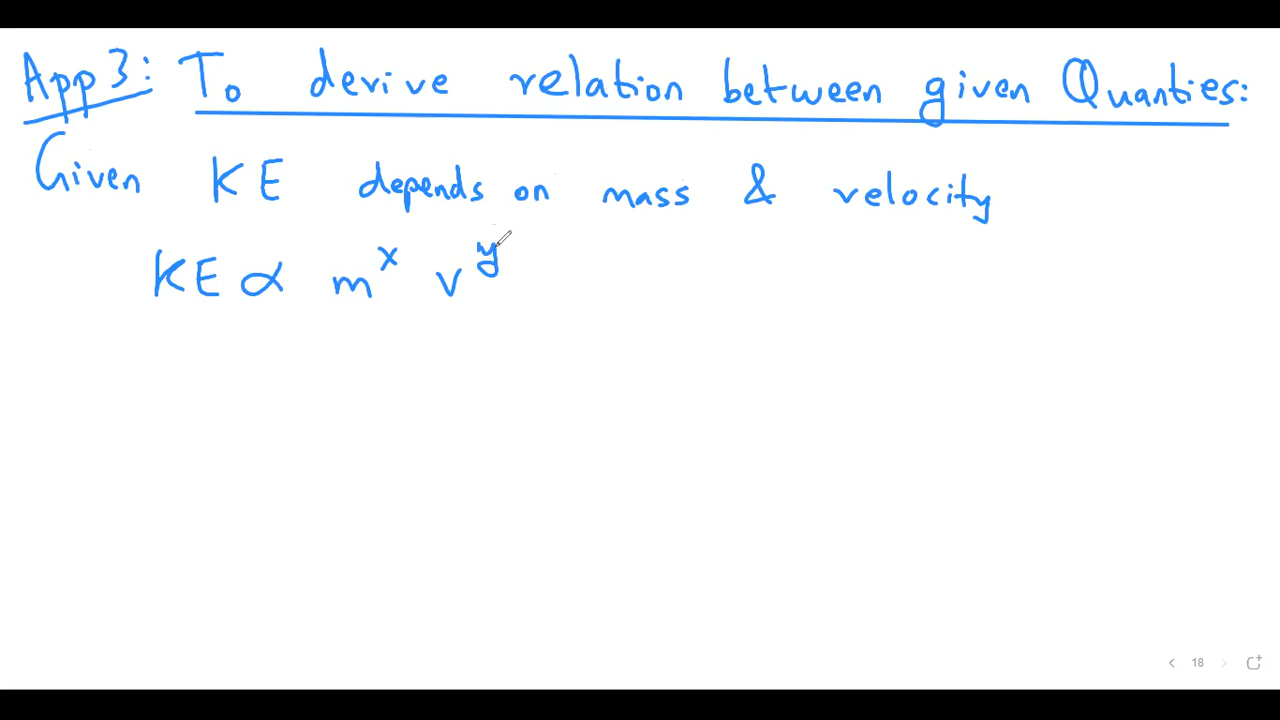 App 3: To derive relation between given Quanties:
Given KE depends on mass & velocity
KE ∝ m^x v^y
18